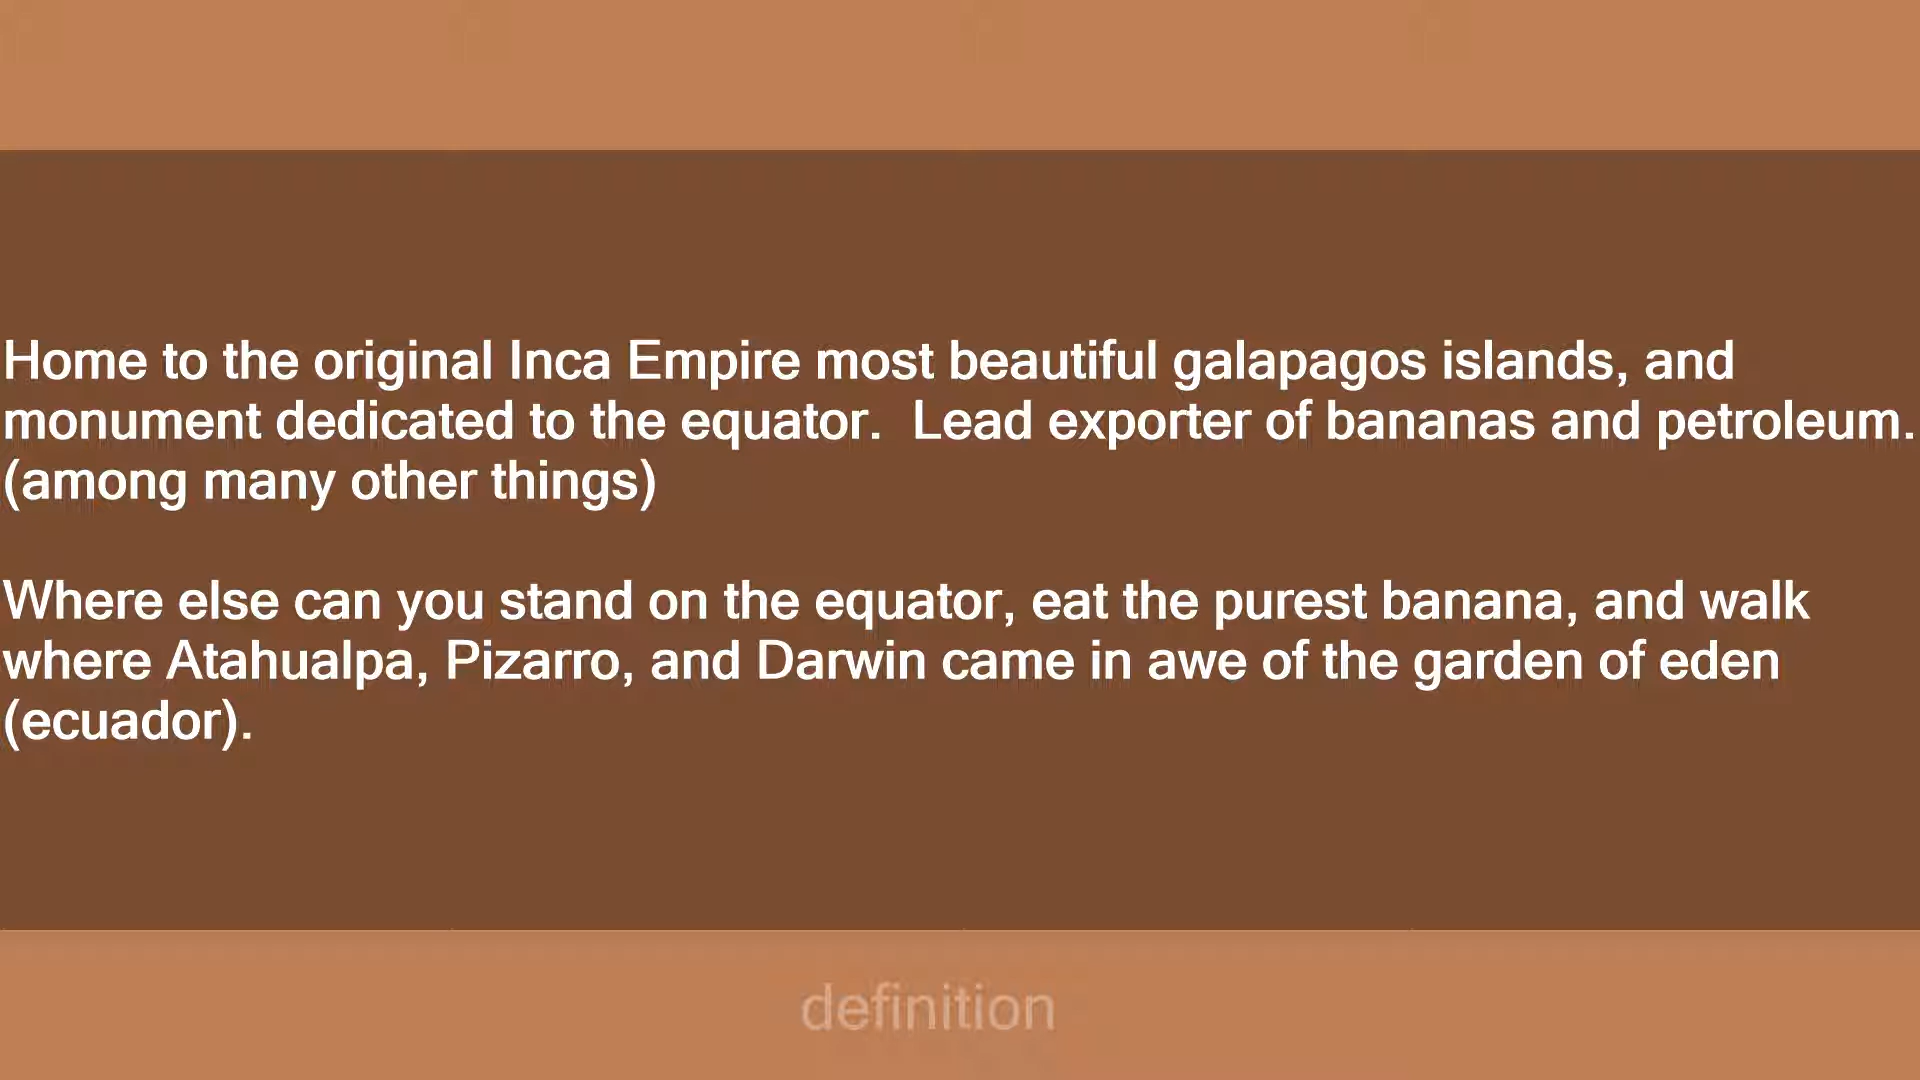 Home to the original Inca Empire most beautiful galapagos islands, and
monument dedicated to the equator.  Lead exporter of bananas and petroleum.
(among many other things)
Where else can you stand on the equator, eat the purest banana, and walk
where Atahualpa, Pizarro, and Darwin came in awe of the garden of eden
(ecuador).
definition